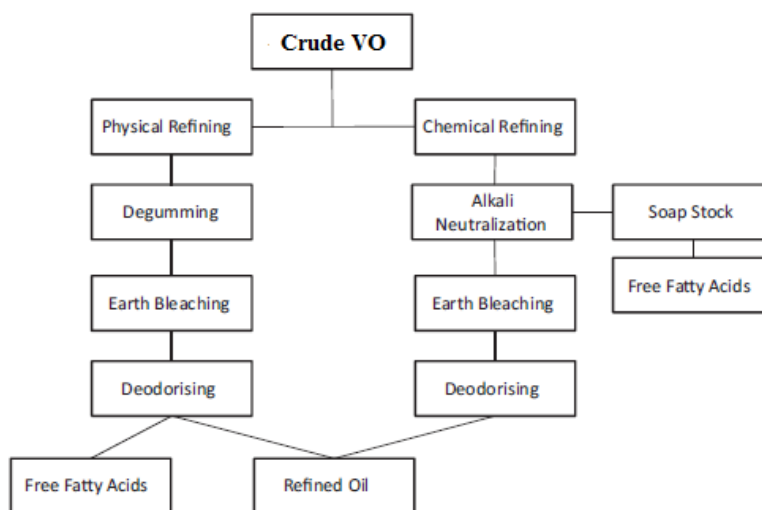 Crude VO
Physical Refining
Chemical Refining
Degumming
Alkali
Neutralization
Soap Stock
Earth Bleaching
Earth Bleaching
Free Fatty Acids
Deodorising
Deodorising
Free Fatty Acids
Refined Oil